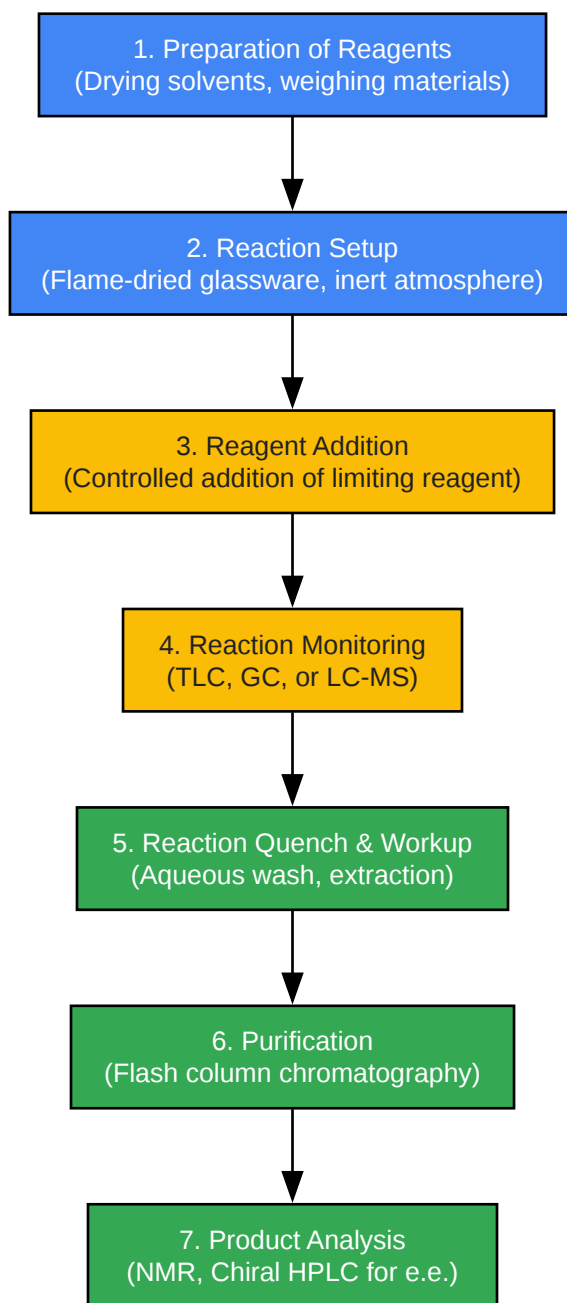 1. Preparation of Reagents
(Drying solvents, weighing materials)
2. Reaction Setup
(Flame-dried glassware, inert atmosphere)
3. Reagent Addition
(Controlled addition of limiting reagent)
4. Reaction Monitoring
(TLC, GC, or LC-MS)
5. Reaction Quench & Workup
(Aqueous wash, extraction)
6. Purification
(Flash column chromatography)
7. Product Analysis
(NMR, Chiral HPLC for e.e.)